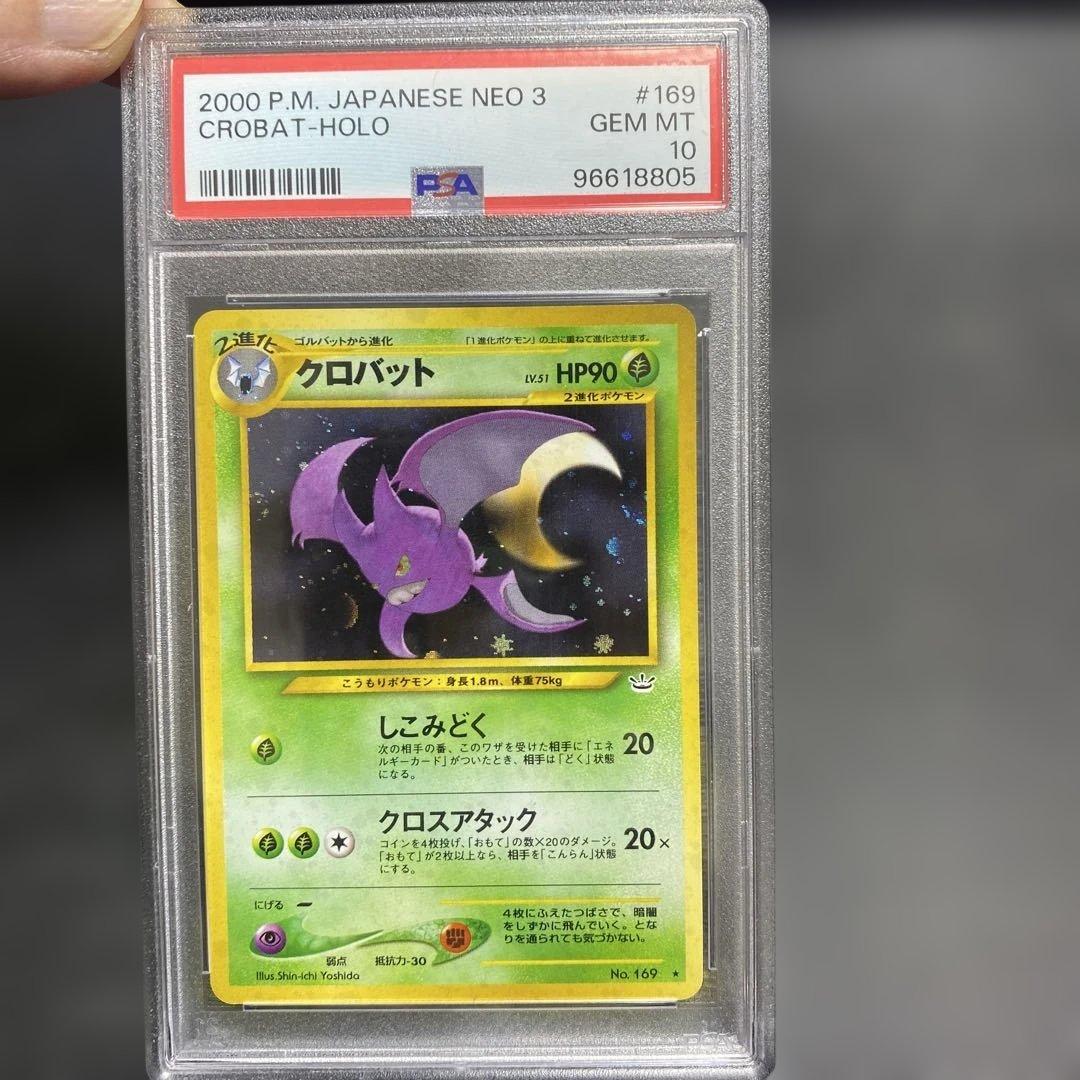 2000 P.M. JAPANESE NEO 3 #169
CROBAT-HOLO GEM MT
10
PSA 96618805
2進化 ゴルバットから進化 「1進化ポケモン」の上に重ねて進化させます。
クロバット LV.51 HP90
2進化ポケモン
こうもりポケモン：身長1.8m、体重75kg
しこみどく
次の相手の番、このワザを受けた相手に「エネ
ルギーカード」がついたとき、相手は「どく」状態
になる。
20
クロスアタック
コインを4枚投げ、「おもて」の数×20のダメージ。
「おもて」が2枚以上なら、相手を「こんらん」状態
にする。
20×
にげる
弱点 抵抗力-30
4枚にふえたつばさで、暗闇
をしずかに飛んでいく。とな
りを通られても気づかない。
Illus.Shin-ichi Yoshida No.169 ★
PSA